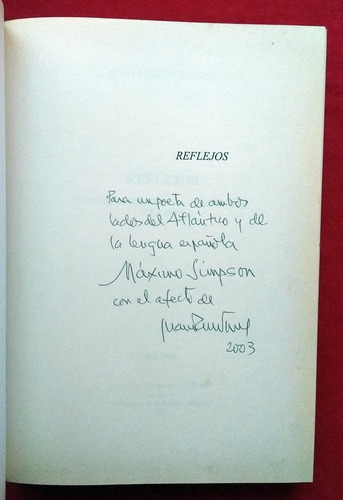 REFLEJOS
Para un poeta de ambos
lados del Atlántico y de
la lengua española
Máximo Simpson
con el afecto de
2003